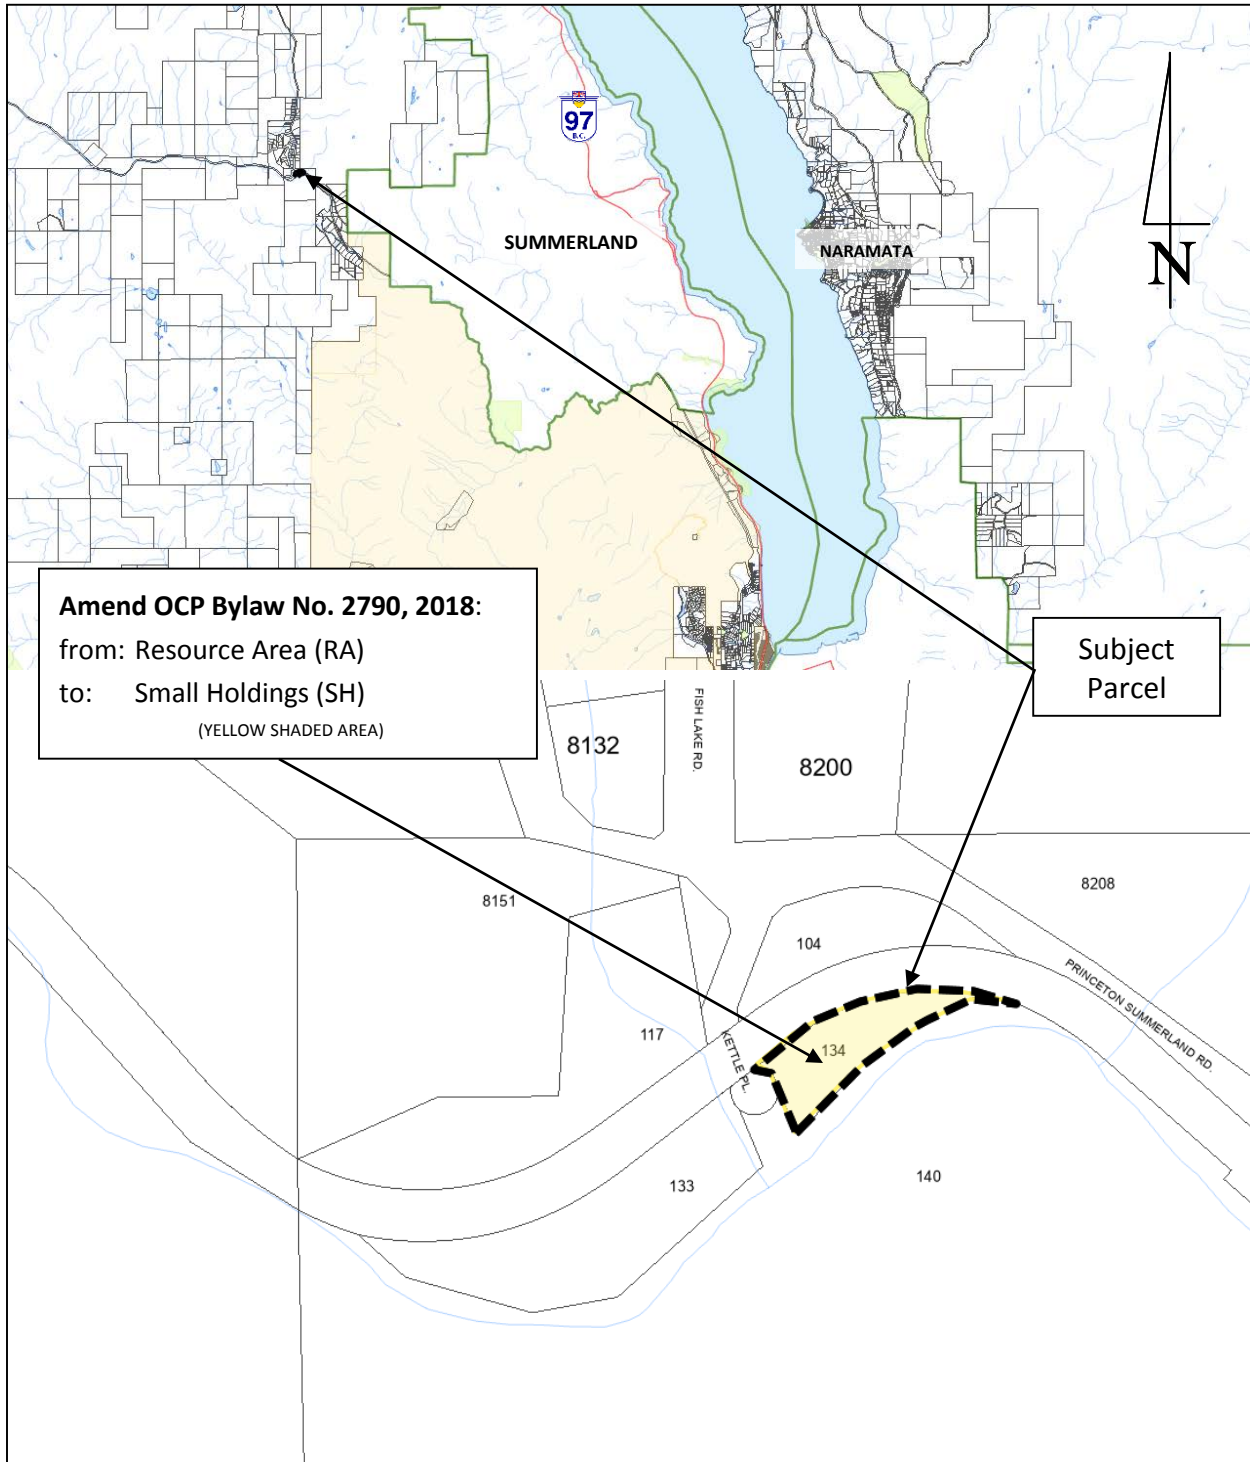 97
B.C.
SUMMERLAND
NARAMATA
N
Amend OCP Bylaw No. 2790, 2018:
from: Resource Area (RA)
to: Small Holdings (SH)
(YELLOW SHADED AREA)
Subject
Parcel
FISH LAKE RD.
8132
8200
8151
8208
104
PRINCETON SUMMERLAND RD.
117
KETTLE PL.
134
133
140